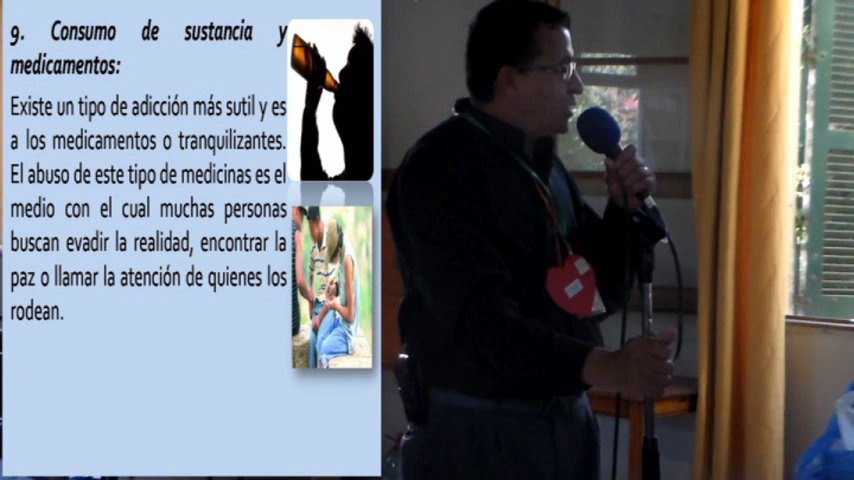 9. Consumo de sustancia y
medicamentos:
Existe un tipo de adicción más sutil y es
a los medicamentos o tranquilizantes.
El abuso de este tipo de medicinas es el
medio con el cual muchas personas
buscan evadir la realidad, encontrar la
paz o llamar la atención de quienes los
rodean.